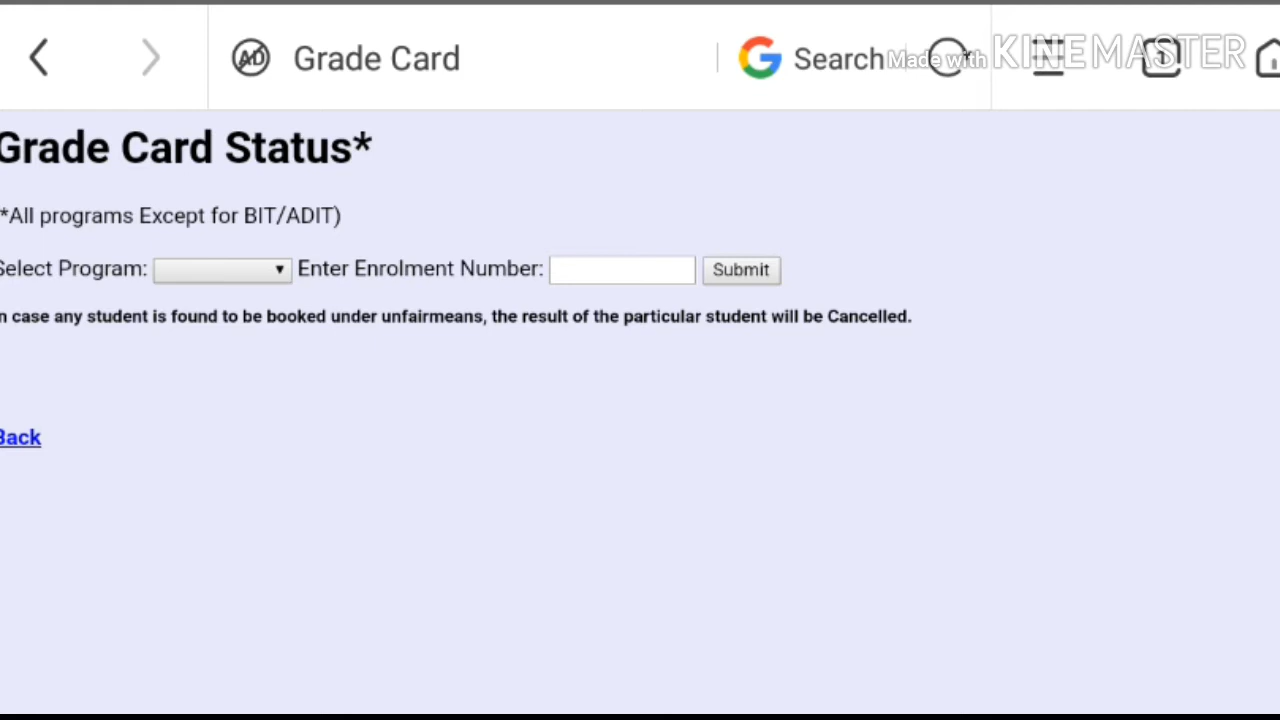 AD Grade Card Search Made with KINEMASTER
Grade Card Status*
*All programs Except for BIT/ADIT)
Select Program: Enter Enrolment Number: Submit
n case any student is found to be booked under unfairmeans, the result of the particular student will be Cancelled.
Back